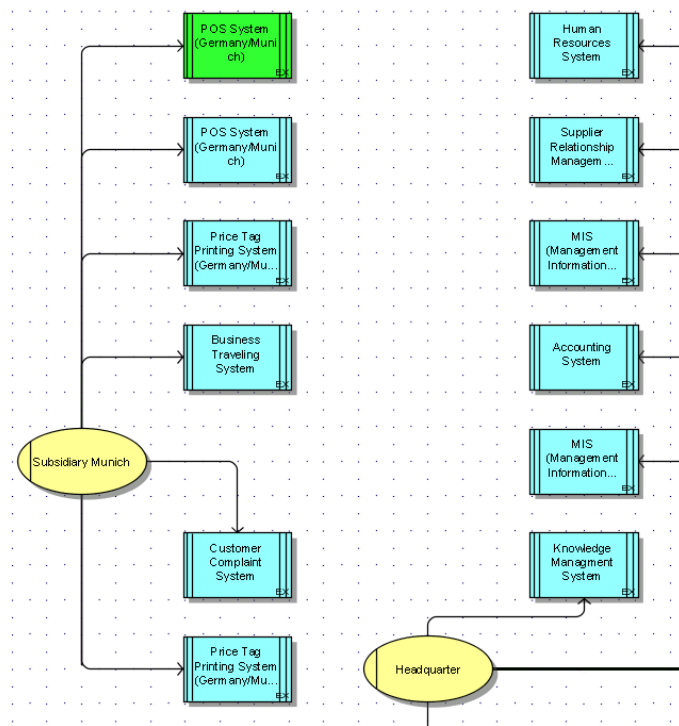 POS System
(Germany/Muni
ch)
EX
Human
Resources
System
EX
POS System
(Germany/Muni
ch)
EX
Supplier
Relationship
Managem ...
EX
Price Tag
Printing System
(Germany/Mu...
EX
MIS
(Management
Information...
EX
Business
Traveling
System
EX
Accounting
System
EX
Subsidiary Munich
MIS
(Management
Information...
EX
Customer
Complaint
System
EX
Knowledge
Managment
System
EX
Price Tag
Printing System
(Germany/Mu...
EX
Headquarter